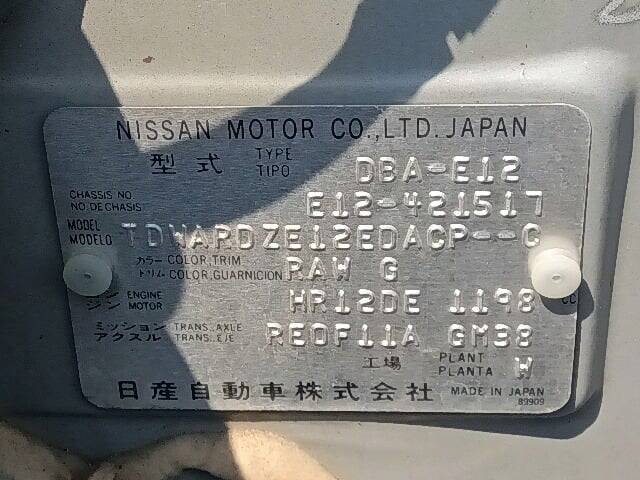 NISSAN MOTOR CO.,LTD. JAPAN
型式 TYPE TIPO DBA-E12
CHASSIS NO. NO. DE CHASIS E12-421517
MODEL MODELO TDWARDZE12EDACP--C
カラー COLOR, TRIM トリム COLOR, GUARNICION RAW G
エンジン ENGINE MOTOR HR12DE 1198 CC
ミッション TRANS. AXLE アクスル TRANS. EJE RE0F11A GM38
工場 PLANT PLANTA W
日産自動車株式会社 MADE IN JAPAN
89909